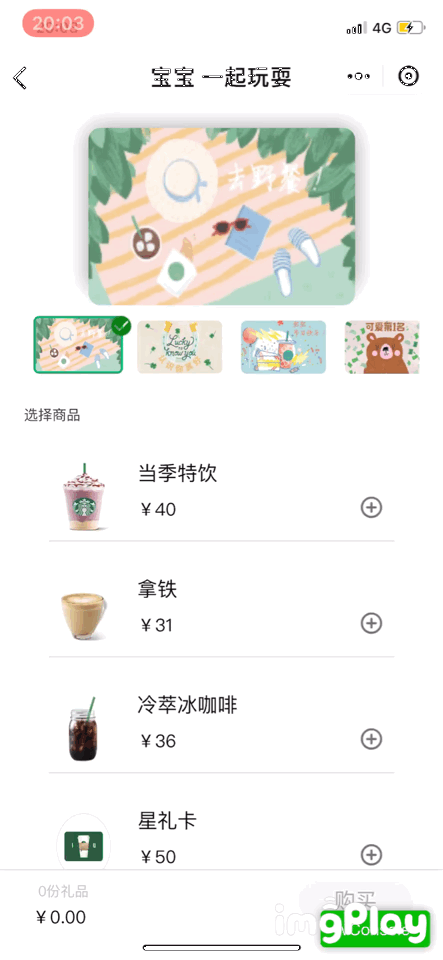 20:03
4G
宝宝 一起玩耍
去野餐！
Lucky
know you
可爱第1名
选择商品
当季特饮
￥40
拿铁
￥31
冷萃冰咖啡
￥36
星礼卡
￥50
0份礼品
￥0.00
购买
imgPlay